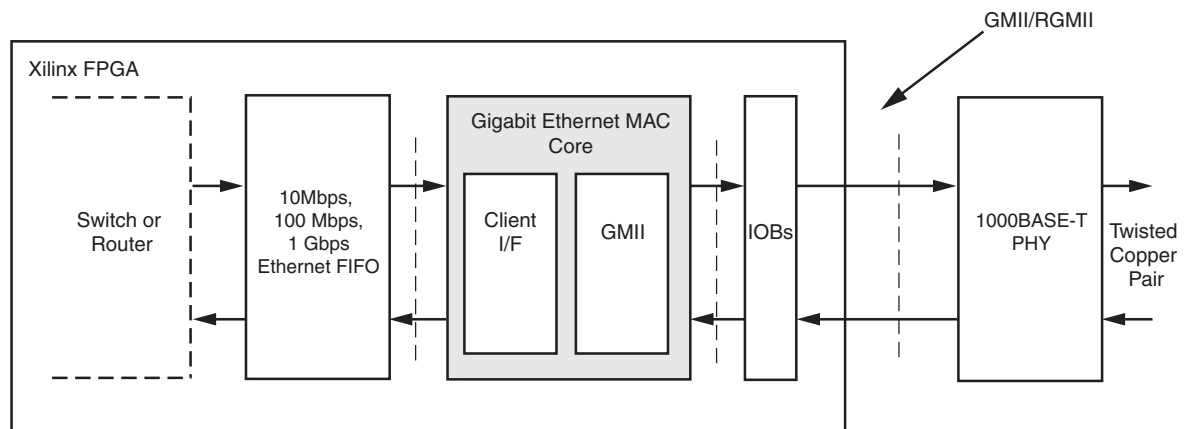 GMII/RGMII
Xilinx FPGA
Switch or
Router
10Mbps,
100 Mbps,
1 Gbps
Ethernet FIFO
Gigabit Ethernet MAC
Core
Client
I/F
GMII
IOBs
1000BASE-T
PHY
Twisted
Copper
Pair